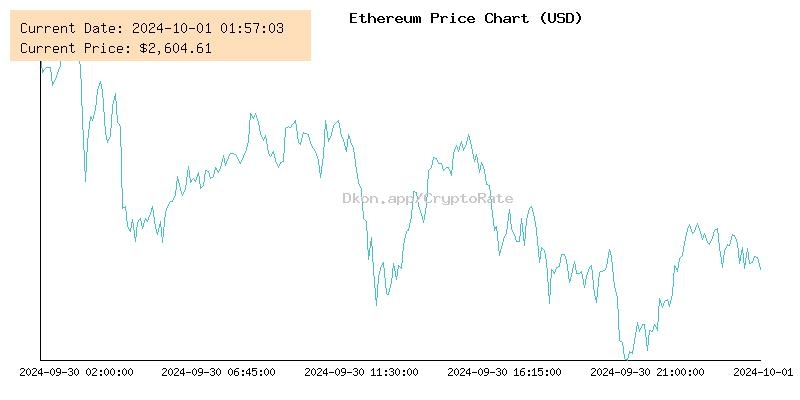 Ethereum Price Chart (USD)
Current Date: 2024-10-01 01:57:03
Current Price: $2,604.61
Dkon.app/CryptoRate
2024-09-30 02:00:00 2024-09-30 06:45:00 2024-09-30 11:30:00 2024-09-30 16:15:00 2024-09-30 21:00:00 2024-10-01